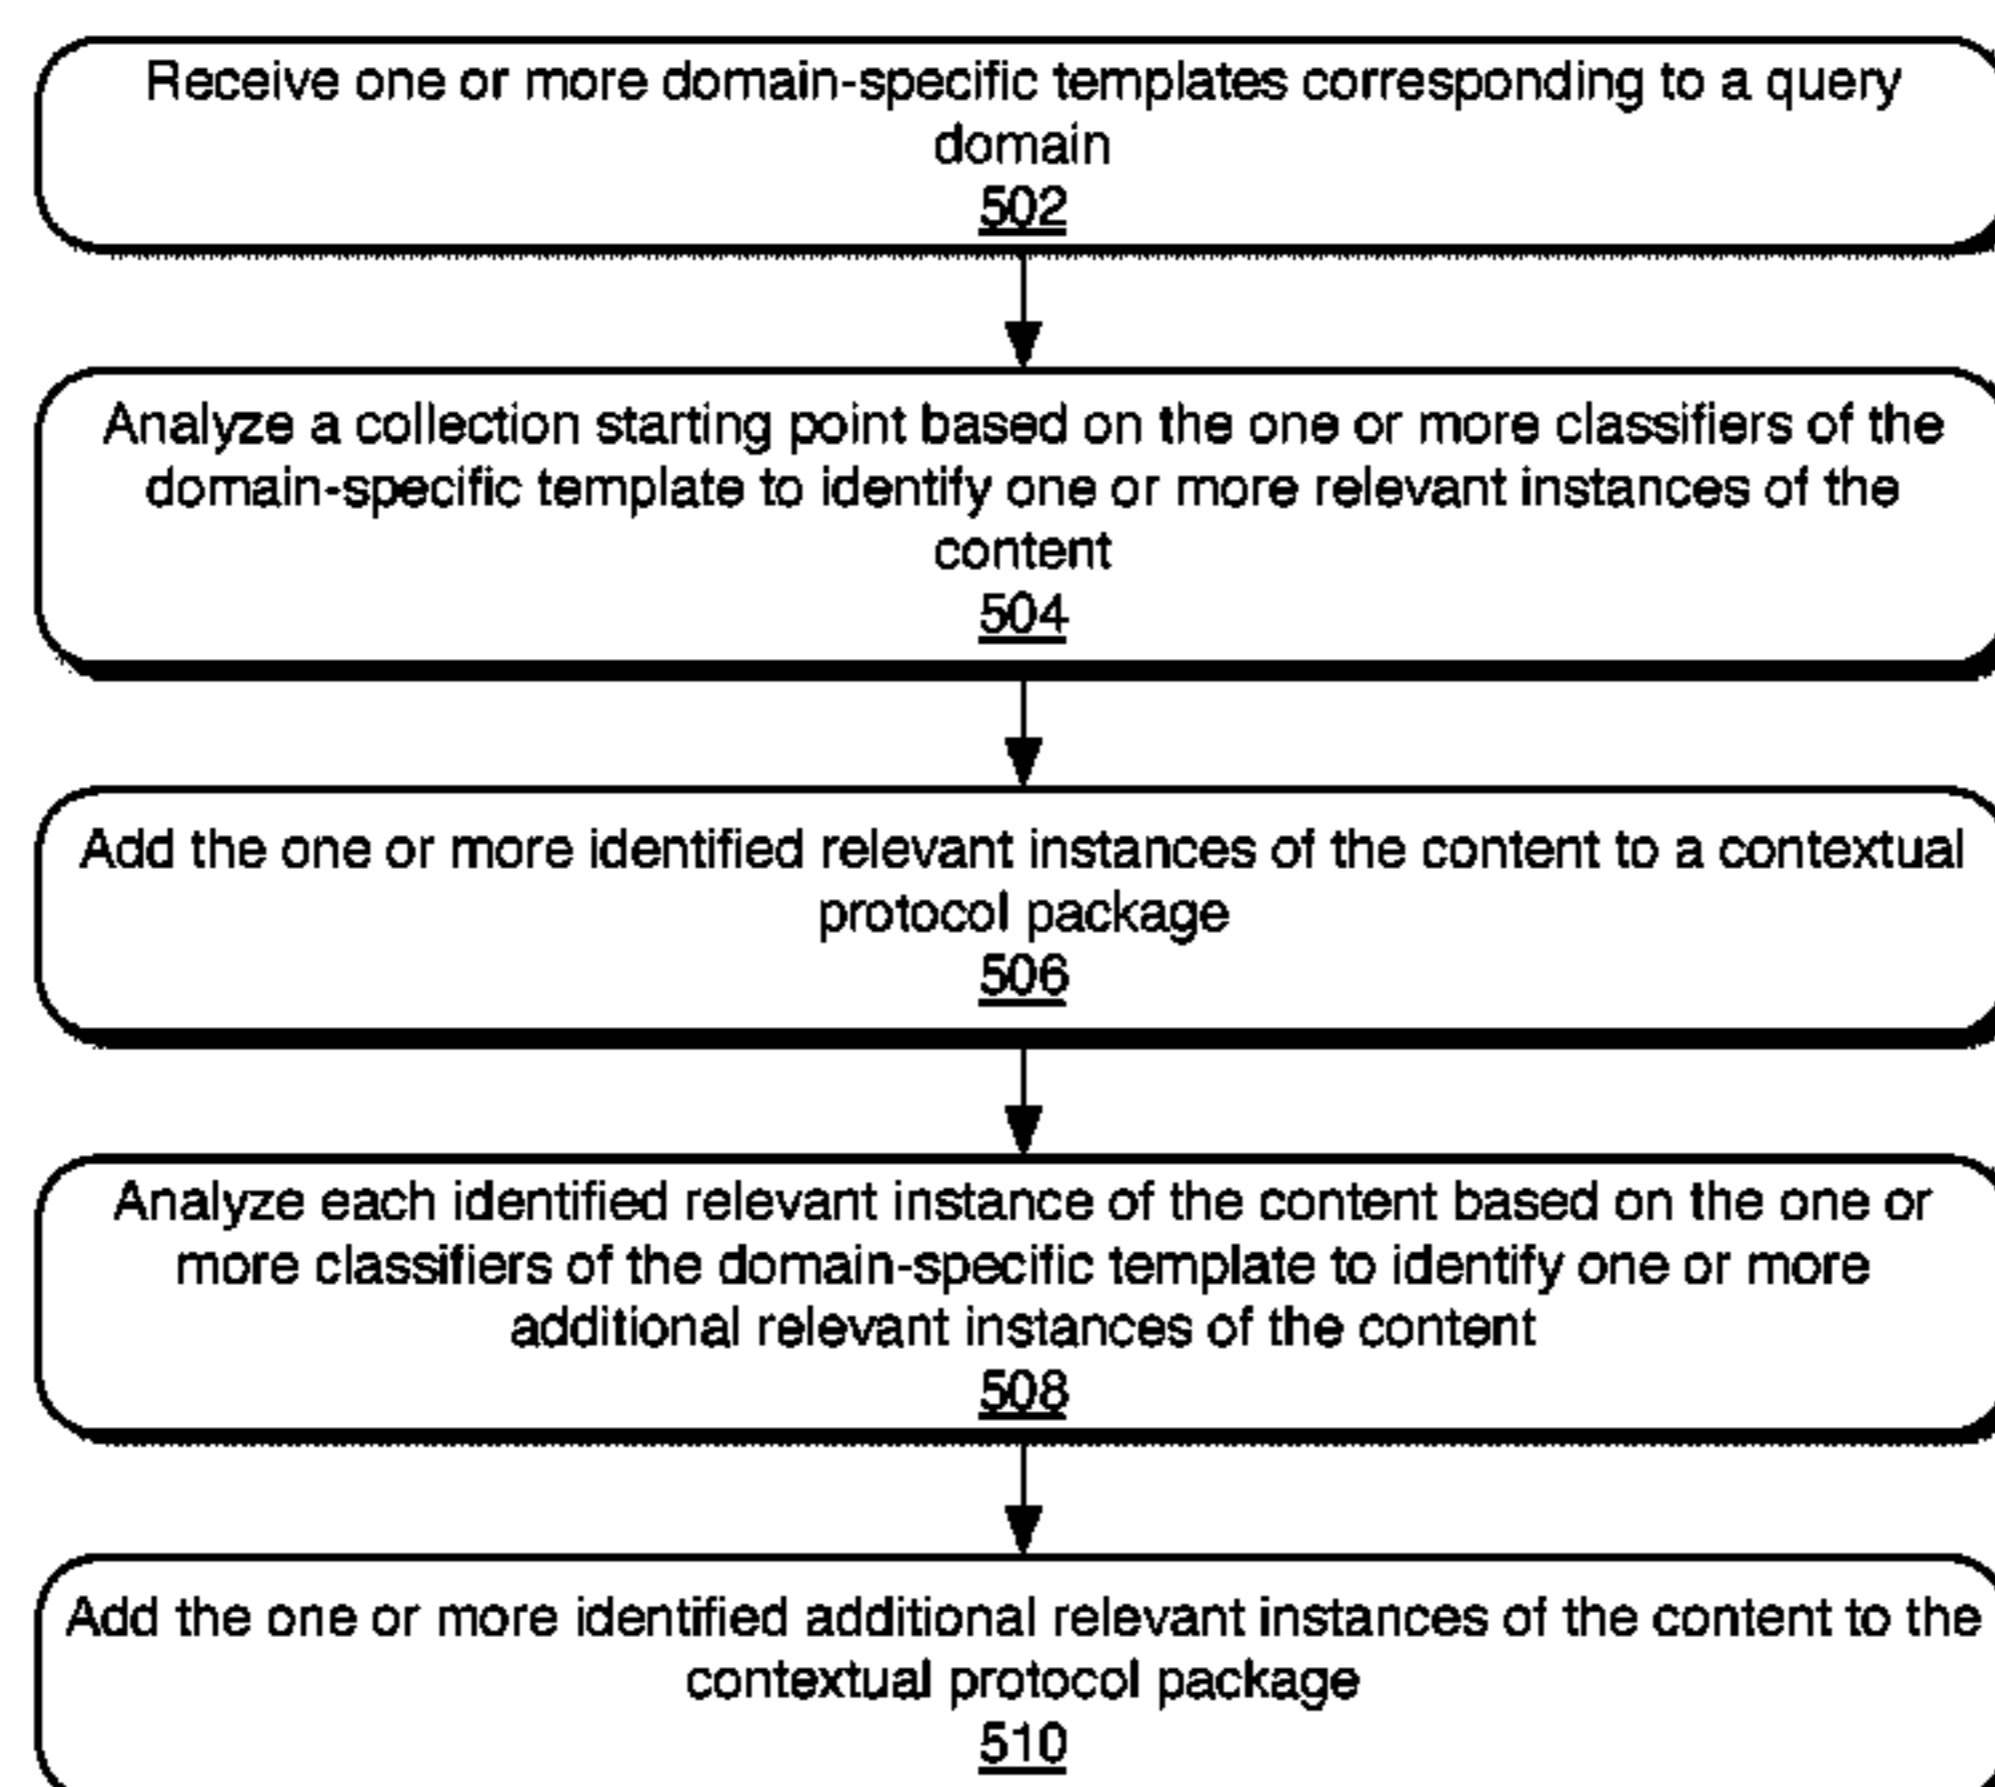 Receive one or more domain-specific templates corresponding to a query
domain
502
Analyze a collection starting point based on the one or more classifiers of the
domain-specific template to identify one or more relevant instances of the
content
504
Add the one or more identified relevant instances of the content to a contextual
protocol package
506
Analyze each identified relevant instance of the content based on the one or
more classifiers of the domain-specific template to identify one or more
additional relevant instances of the content
508
Add the one or more identified additional relevant instances of the content to the
contextual protocol package
510